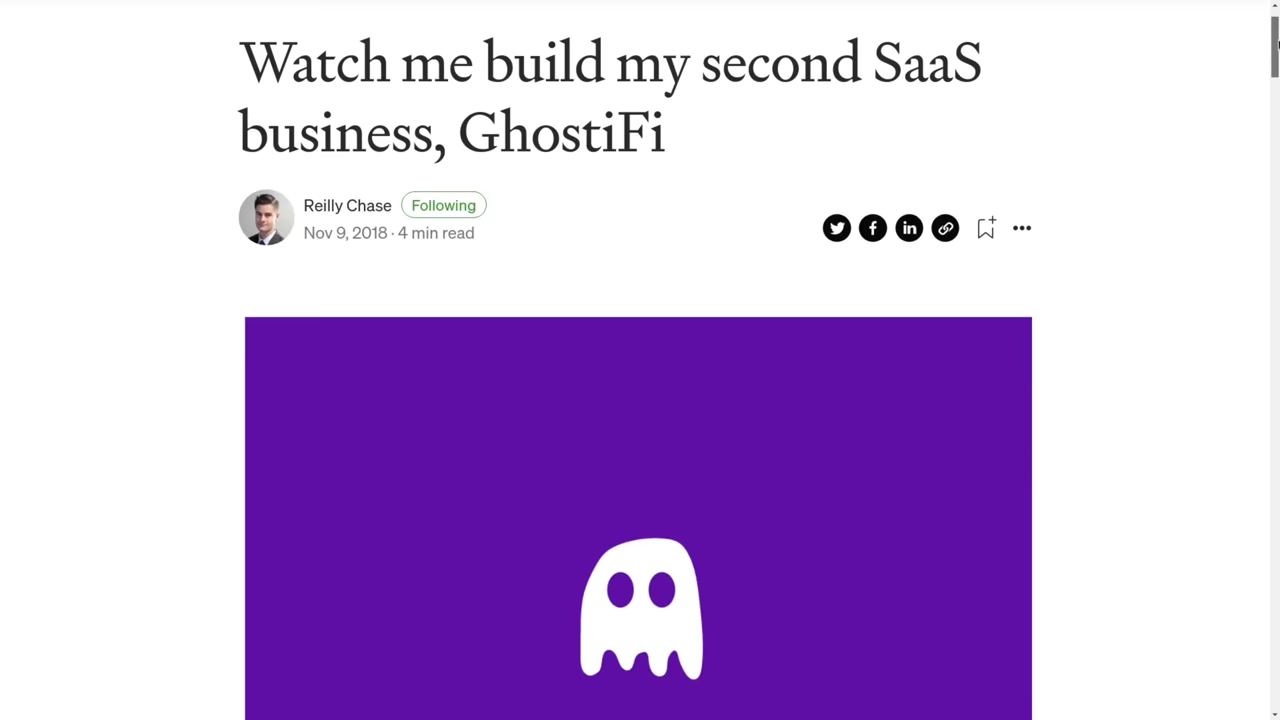 Watch me build my second SaaS
business, GhostiFi
Reilly Chase Following
Nov 9, 2018 · 4 min read